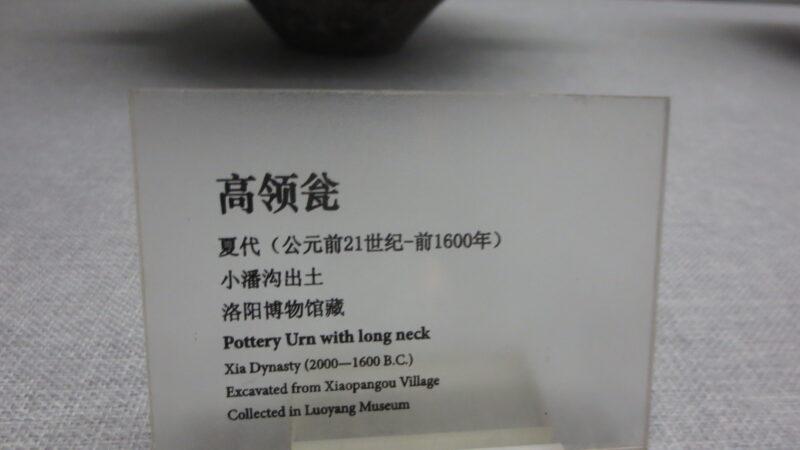 高领瓮
夏代（公元前21世纪-前1600年）
小潘沟出土
洛阳博物馆藏
Pottery Urn with long neck
Xia Dynasty (2000—1600 B.C.)
Excavated from Xiaopangou Village
Collected in Luoyang Museum